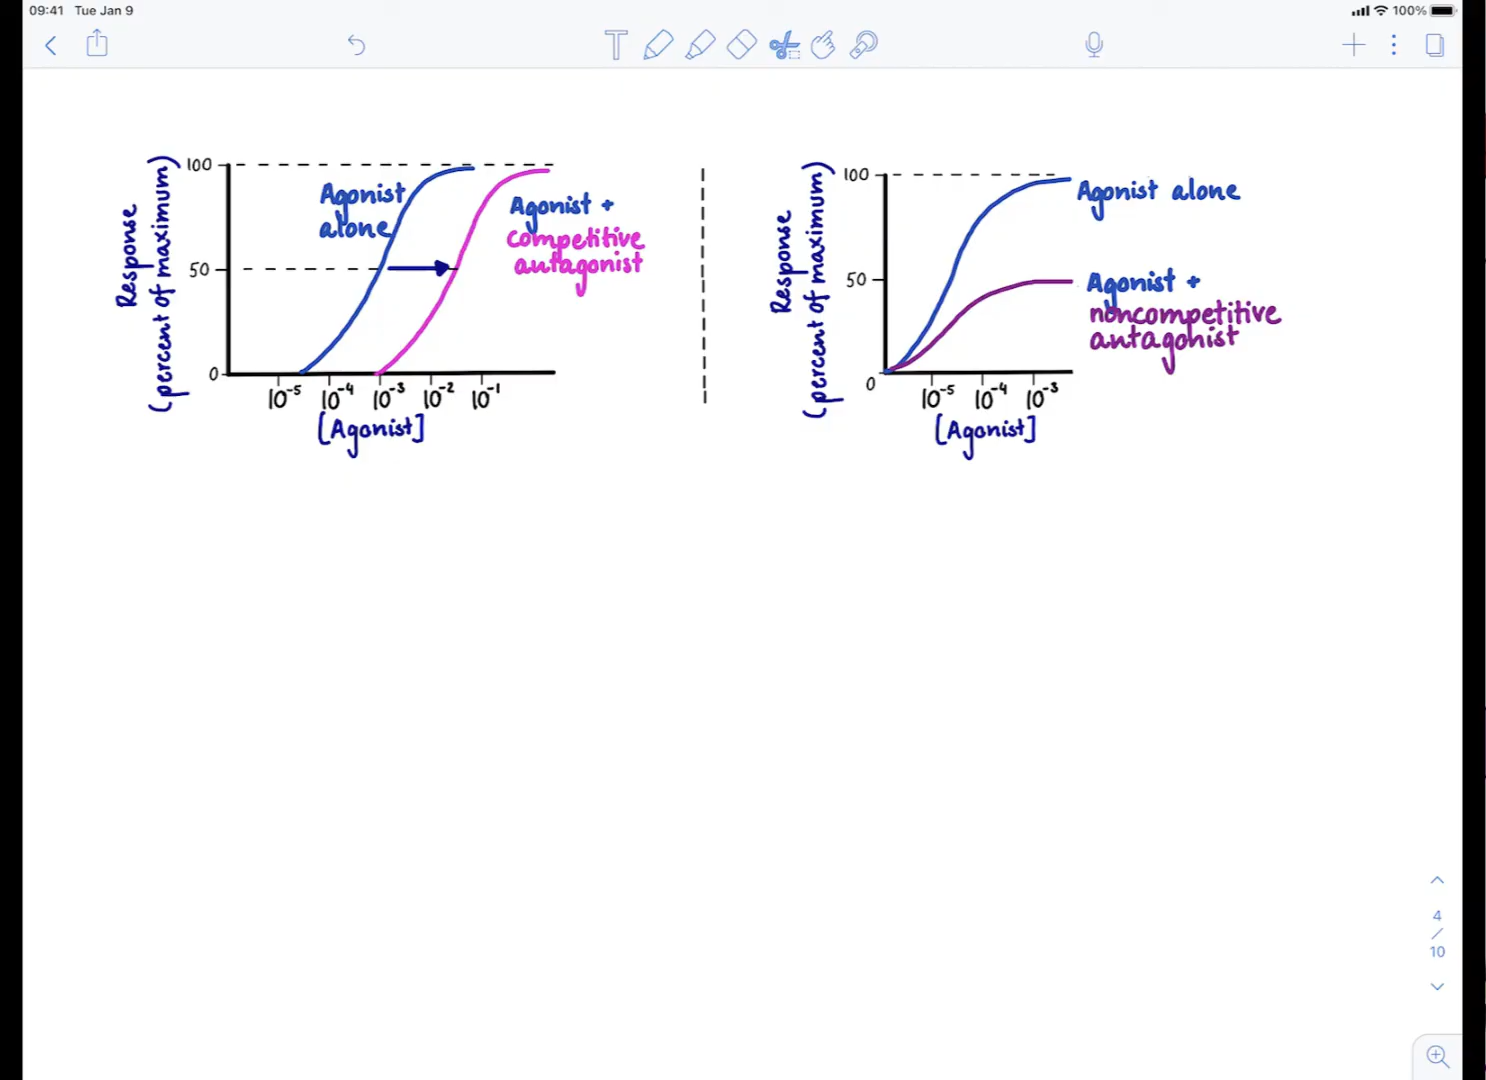 09:41 Tue Jan 9
100%
T
Response
(percent of maximum)
100
50
0
Agonist
alone
Agonist +
competitive
antagonist
10⁻⁵ 10⁻⁴ 10⁻³ 10⁻² 10⁻¹
[Agonist]
Response
(percent of maximum)
100
50
0
Agonist alone
Agonist +
noncompetitive
antagonist
10⁻⁵ 10⁻⁴ 10⁻³
[Agonist]
4
/
10